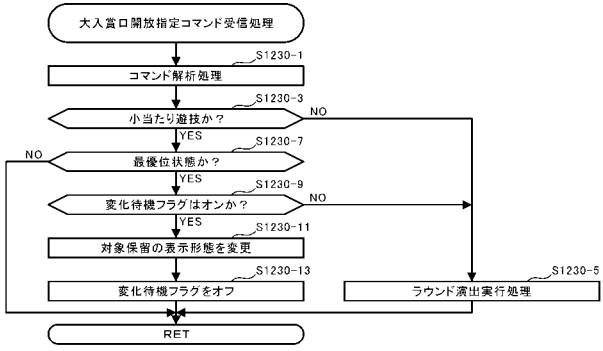 大入賞口開放指定コマンド受信処理
S1230-1
コマンド解析処理
S1230-3
小当たり遊技か？
NO
YES
S1230-7
NO
最優位状態か？
YES
S1230-9
変化待機フラグはオンか？
NO
YES
S1230-11
対象保留の表示形態を変更
S1230-13
変化待機フラグをオフ
S1230-5
ラウンド演出実行処理
RET